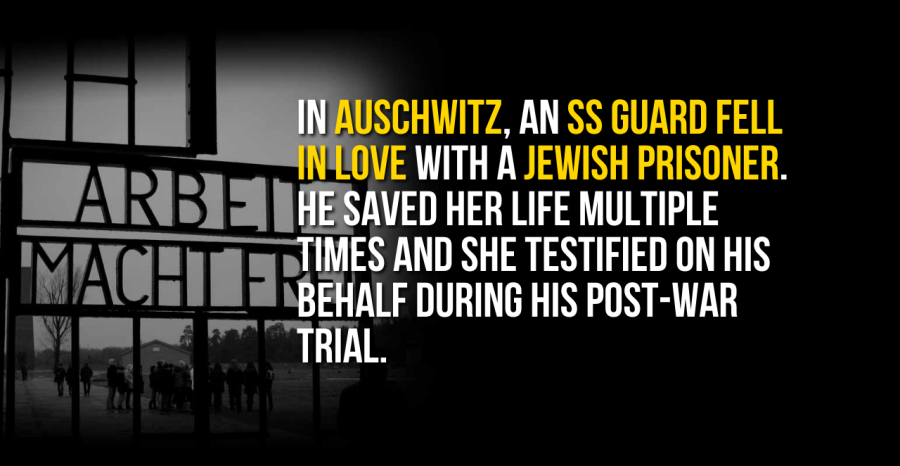 ARBEI
MACHT FRE
IN AUSCHWITZ, AN SS GUARD FELL
IN LOVE WITH A JEWISH PRISONER.
HE SAVED HER LIFE MULTIPLE
TIMES AND SHE TESTIFIED ON HIS
BEHALF DURING HIS POST-WAR
TRIAL.